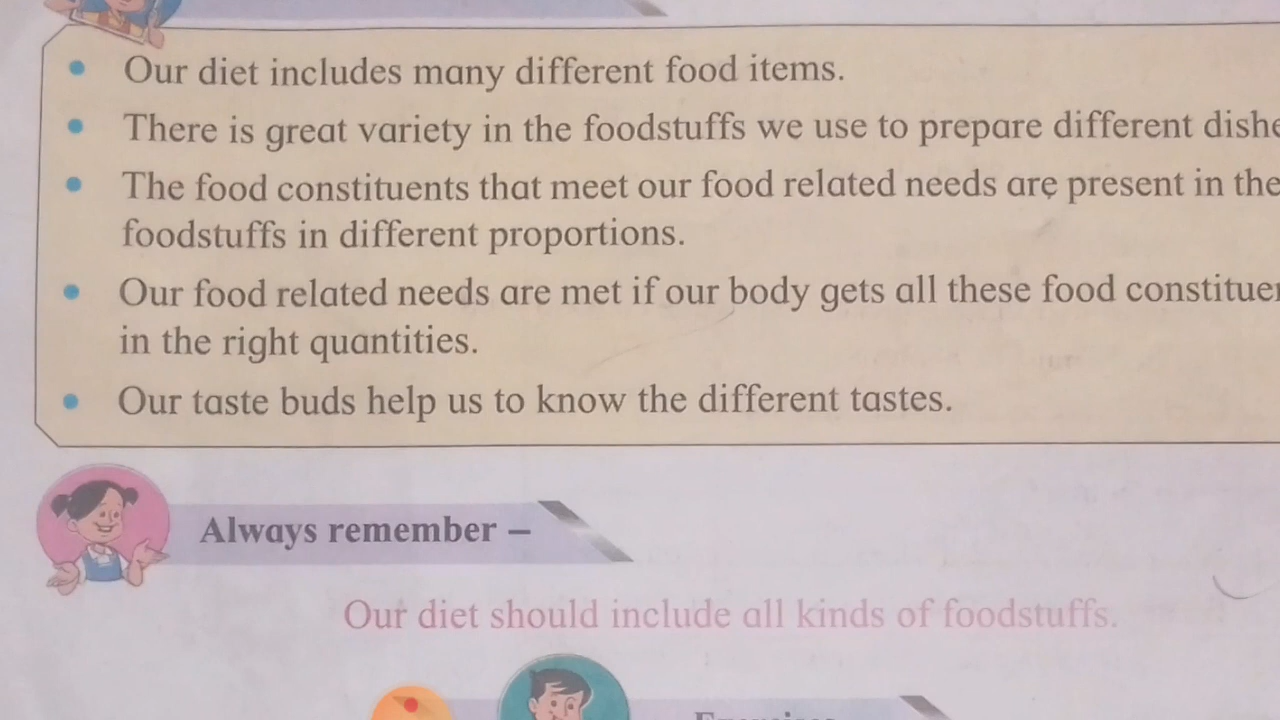 Our diet includes many different food items.
There is great variety in the foodstuffs we use to prepare different
The food constituents that meet our food related needs are present in the
foodstuffs in different proportions.
Our food related needs are met if our body gets all these food
in the right quantities.
Our taste buds help us to know the different tastes.
Always remember –
Our diet should include all kinds of foodstuffs.